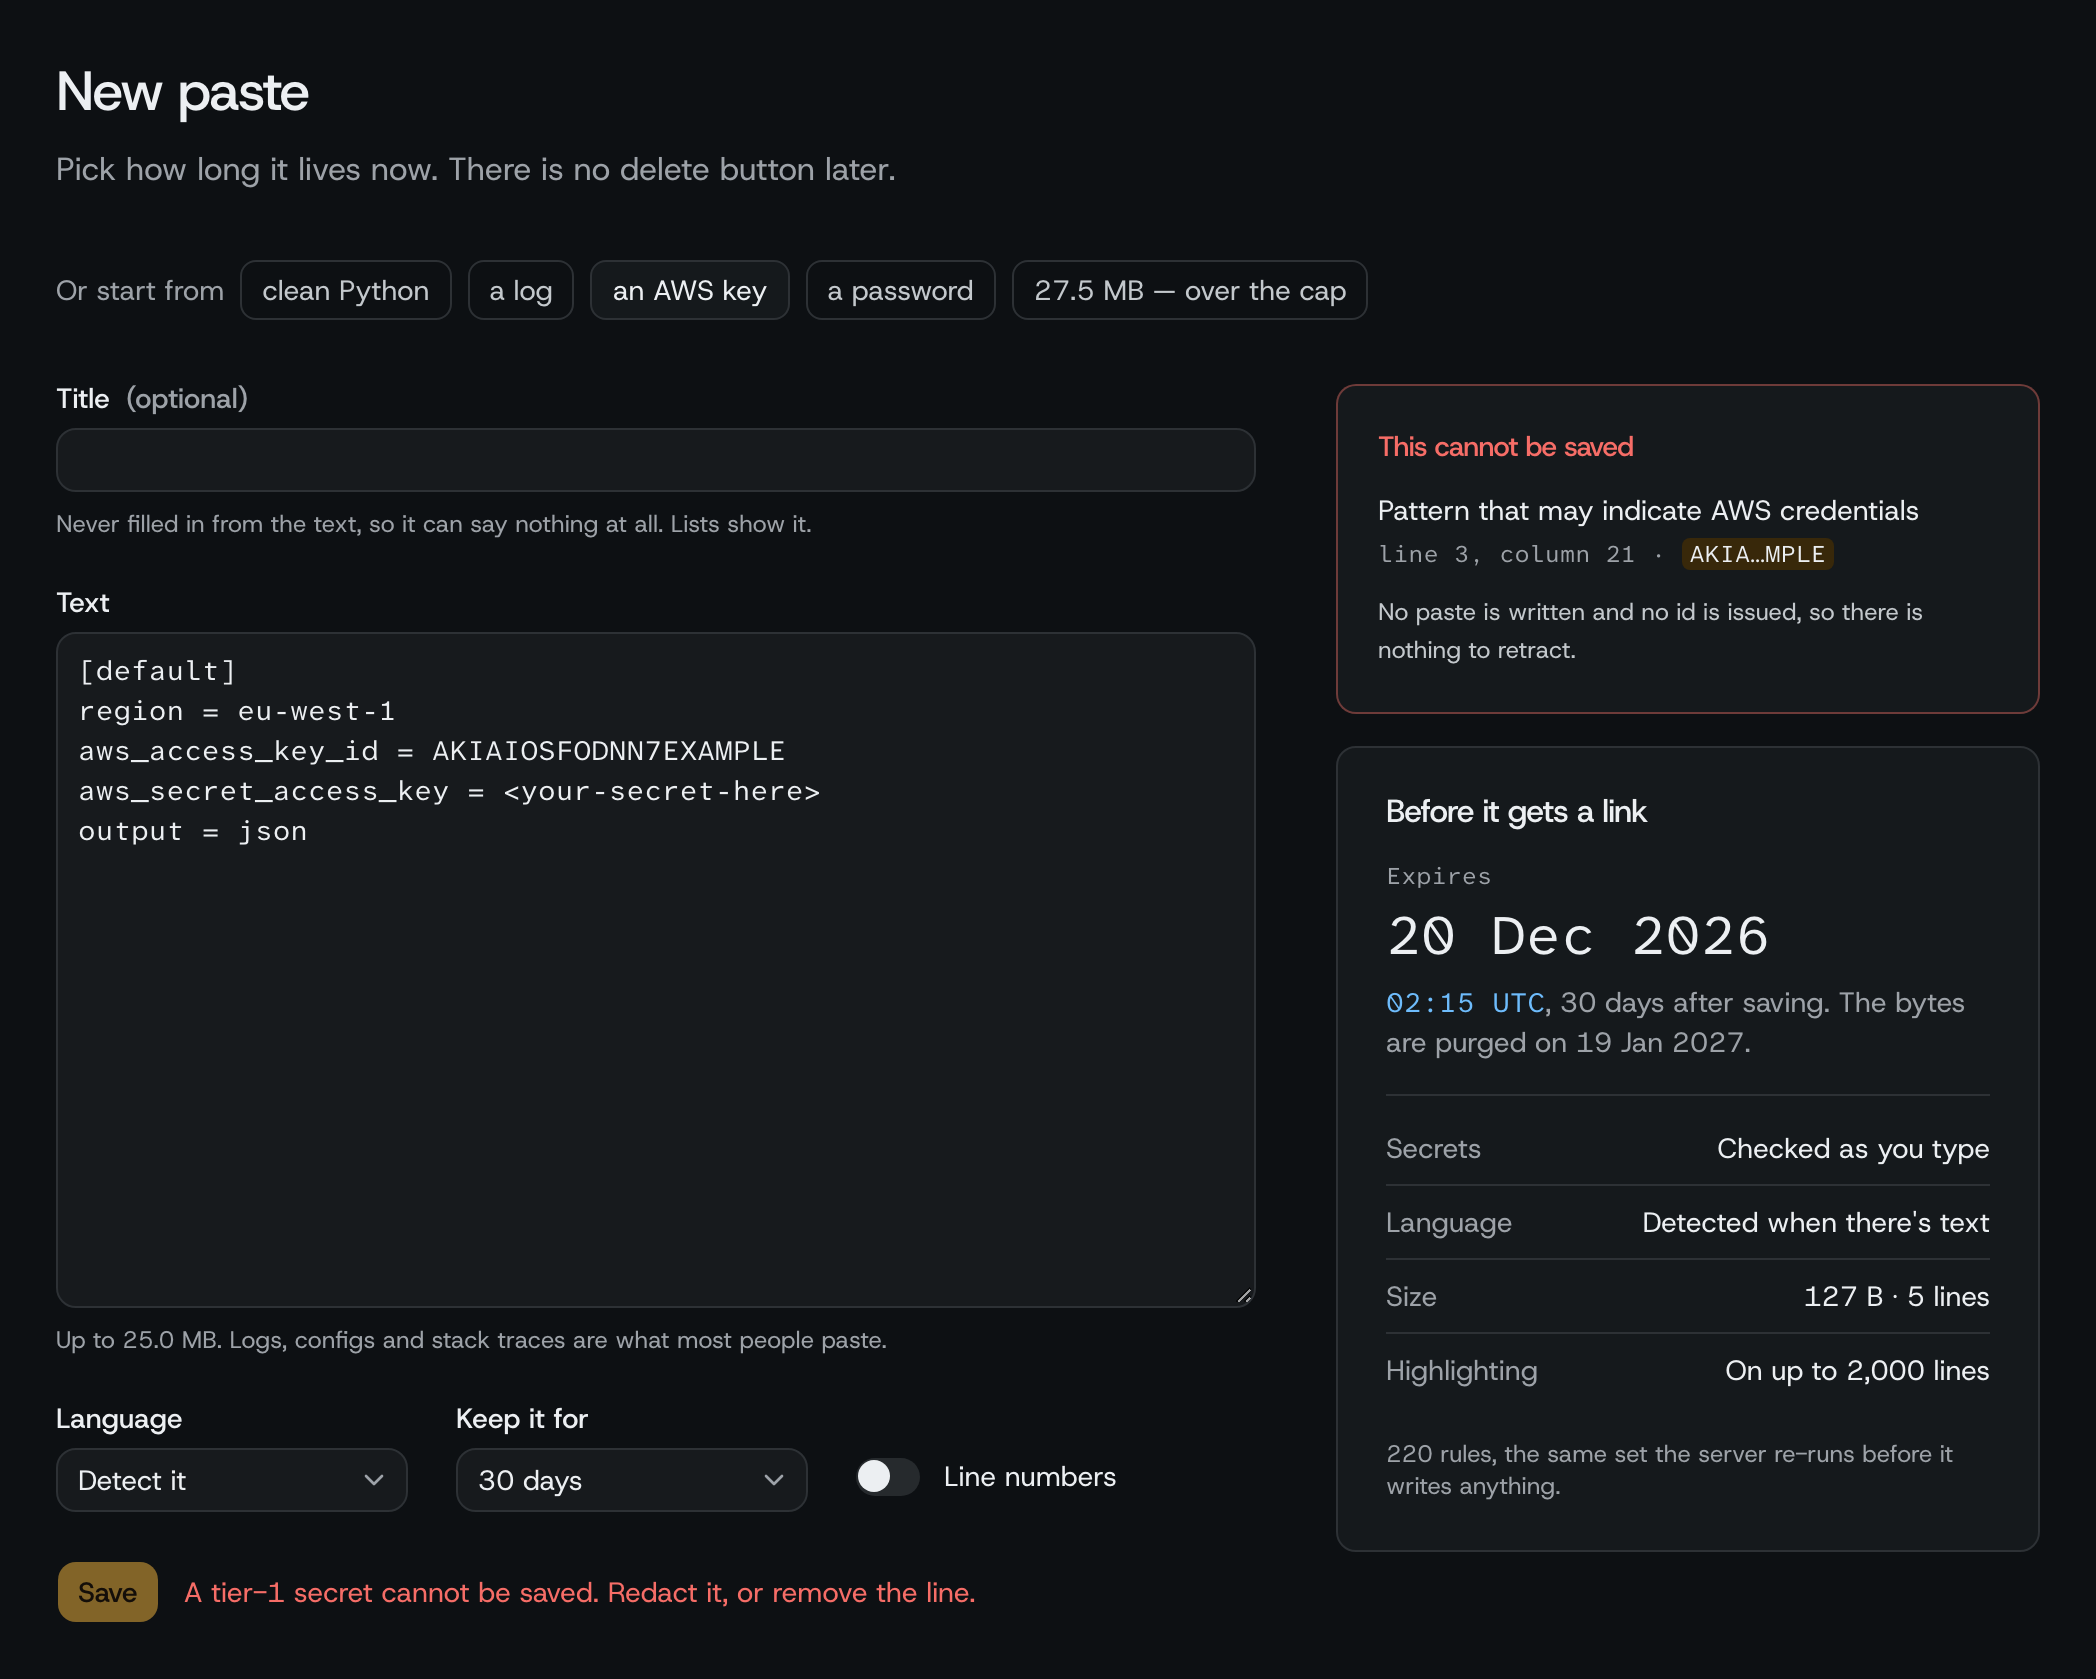 New paste
Pick how long it lives now. There is no delete button later.
Or start from clean Python a log an AWS key a password 27.5 MB — over the cap
Title (optional)
Never filled in from the text, so it can say nothing at all. Lists show it.
Text
[default]
region = eu-west-1
aws_access_key_id = AKIAIOSFODNN7EXAMPLE
aws_secret_access_key = <your-secret-here>
output = json
Up to 25.0 MB. Logs, configs and stack traces are what most people paste.
Language
Detect it
Keep it for
30 days
Line numbers
Save
A tier-1 secret cannot be saved. Redact it, or remove the line.
This cannot be saved
Pattern that may indicate AWS credentials
line 3, column 21 · AKIA…MPLE
No paste is written and no id is issued, so there is
nothing to retract.
Before it gets a link
Expires
20 Dec 2026
02:15 UTC, 30 days after saving. The bytes
are purged on 19 Jan 2027.
Secrets Checked as you type
Language Detected when there's text
Size 127 B · 5 lines
Highlighting On up to 2,000 lines
220 rules, the same set the server re-runs before it
writes anything.